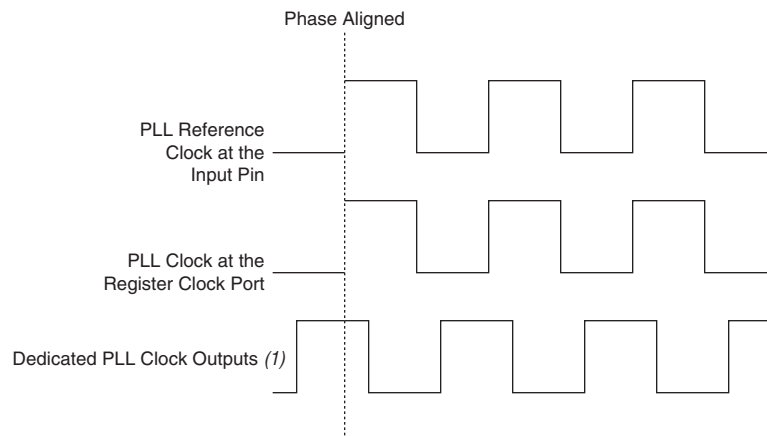 Phase Aligned
PLL Reference
Clock at the
Input Pin
PLL Clock at the
Register Clock Port
Dedicated PLL Clock Outputs (1)